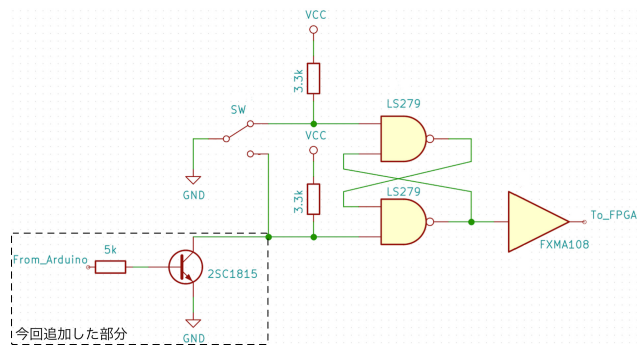 VCC
3.3k
LS279
SW
VCC
GND
3.3k
LS279
To_FPGA
FXMA108
From_Arduino
5k
2SC1815
GND
今回追加した部分